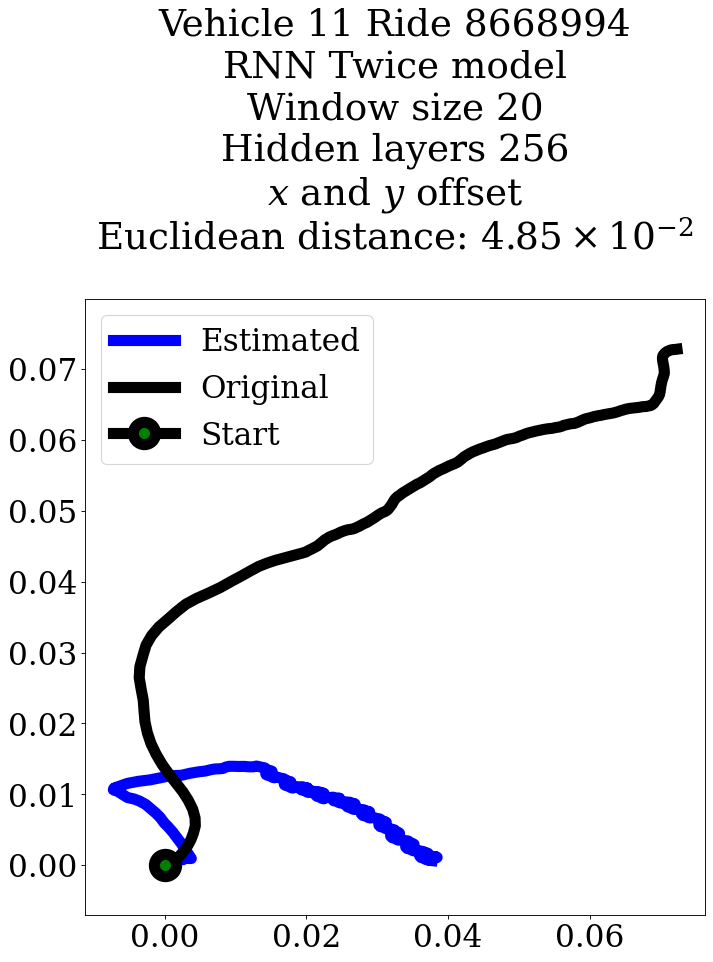 Vehicle 11 Ride 8668994
RNN Twice model
Window size 20
Hidden layers 256
x and y offset
Euclidean distance: 4.85 × 10⁻²
Estimated
Original
Start
0.07
0.06
0.05
0.04
0.03
0.02
0.01
0.00
0.00 0.02 0.04 0.06